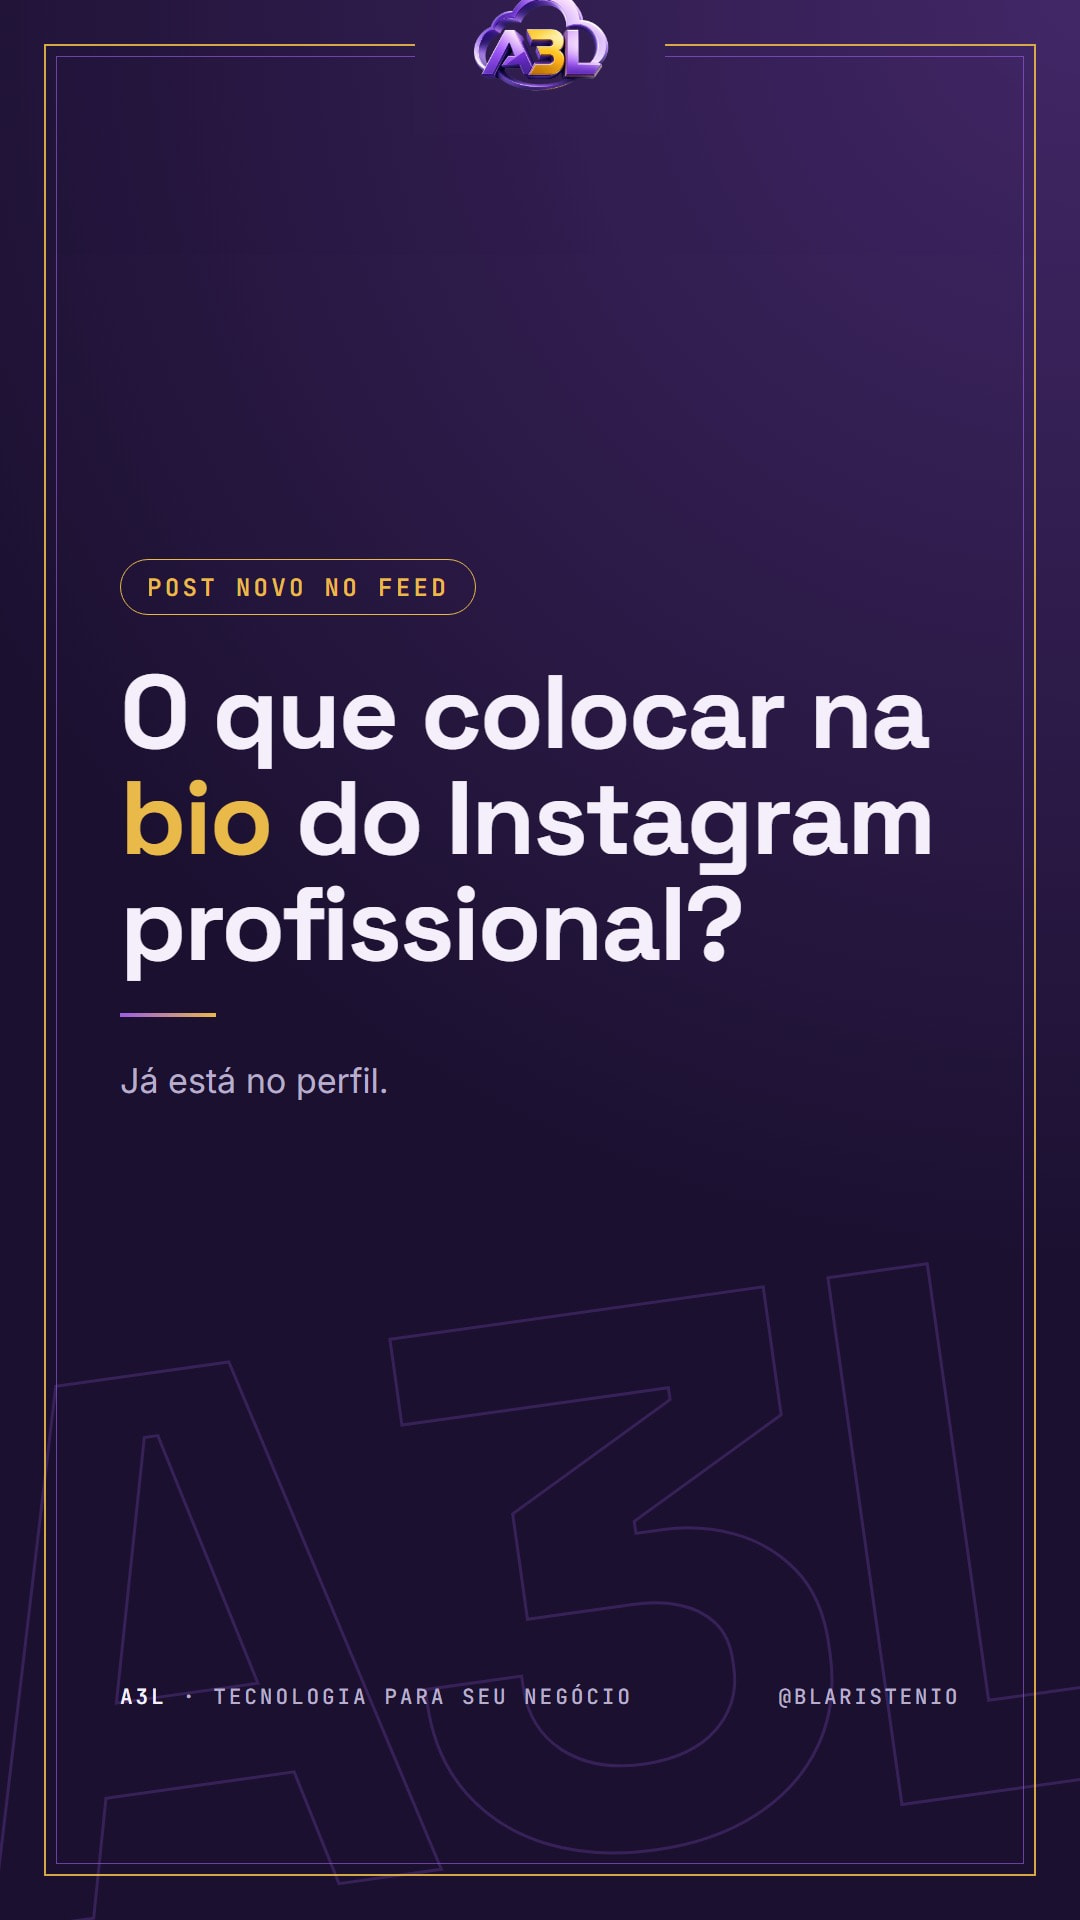 A3L
POST NOVO NO FEED
O que colocar na
bio do Instagram
profissional?
Já está no perfil.
A3L
A3L · TECNOLOGIA PARA SEU NEGÓCIO
@BLARISTENIO